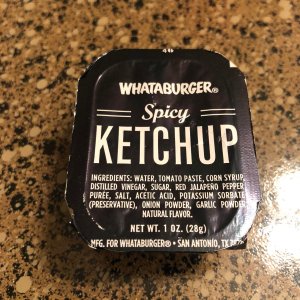 WHATABURGER®
Spicy
KETCHUP
INGREDIENTS: WATER, TOMATO PASTE, CORN SYRUP,
DISTILLED VINEGAR, SUGAR, RED JALAPEÑO PEPPER
PUREE, SALT, ACETIC ACID, POTASSIUM SORBATE
(PRESERVATIVE), ONION POWDER, GARLIC POWDER,
NATURAL FLAVOR.
NET WT. 1 OZ. (28g)
MFG. FOR WHATABURGER® • SAN ANTONIO, TX